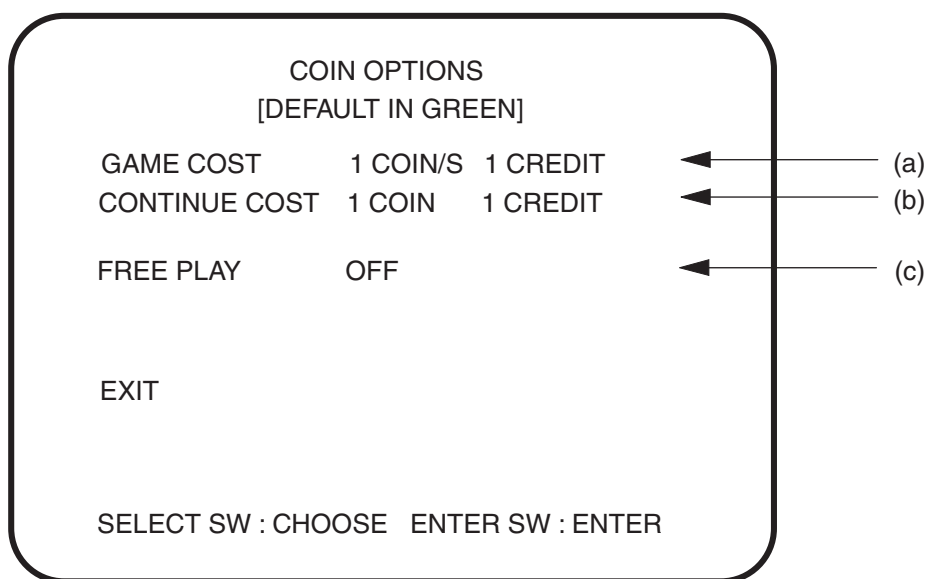 COIN OPTIONS
[DEFAULT IN GREEN]
GAME COST 1 COIN/S 1 CREDIT (a)
CONTINUE COST 1 COIN 1 CREDIT (b)
FREE PLAY OFF (c)
EXIT
SELECT SW : CHOOSE ENTER SW : ENTER